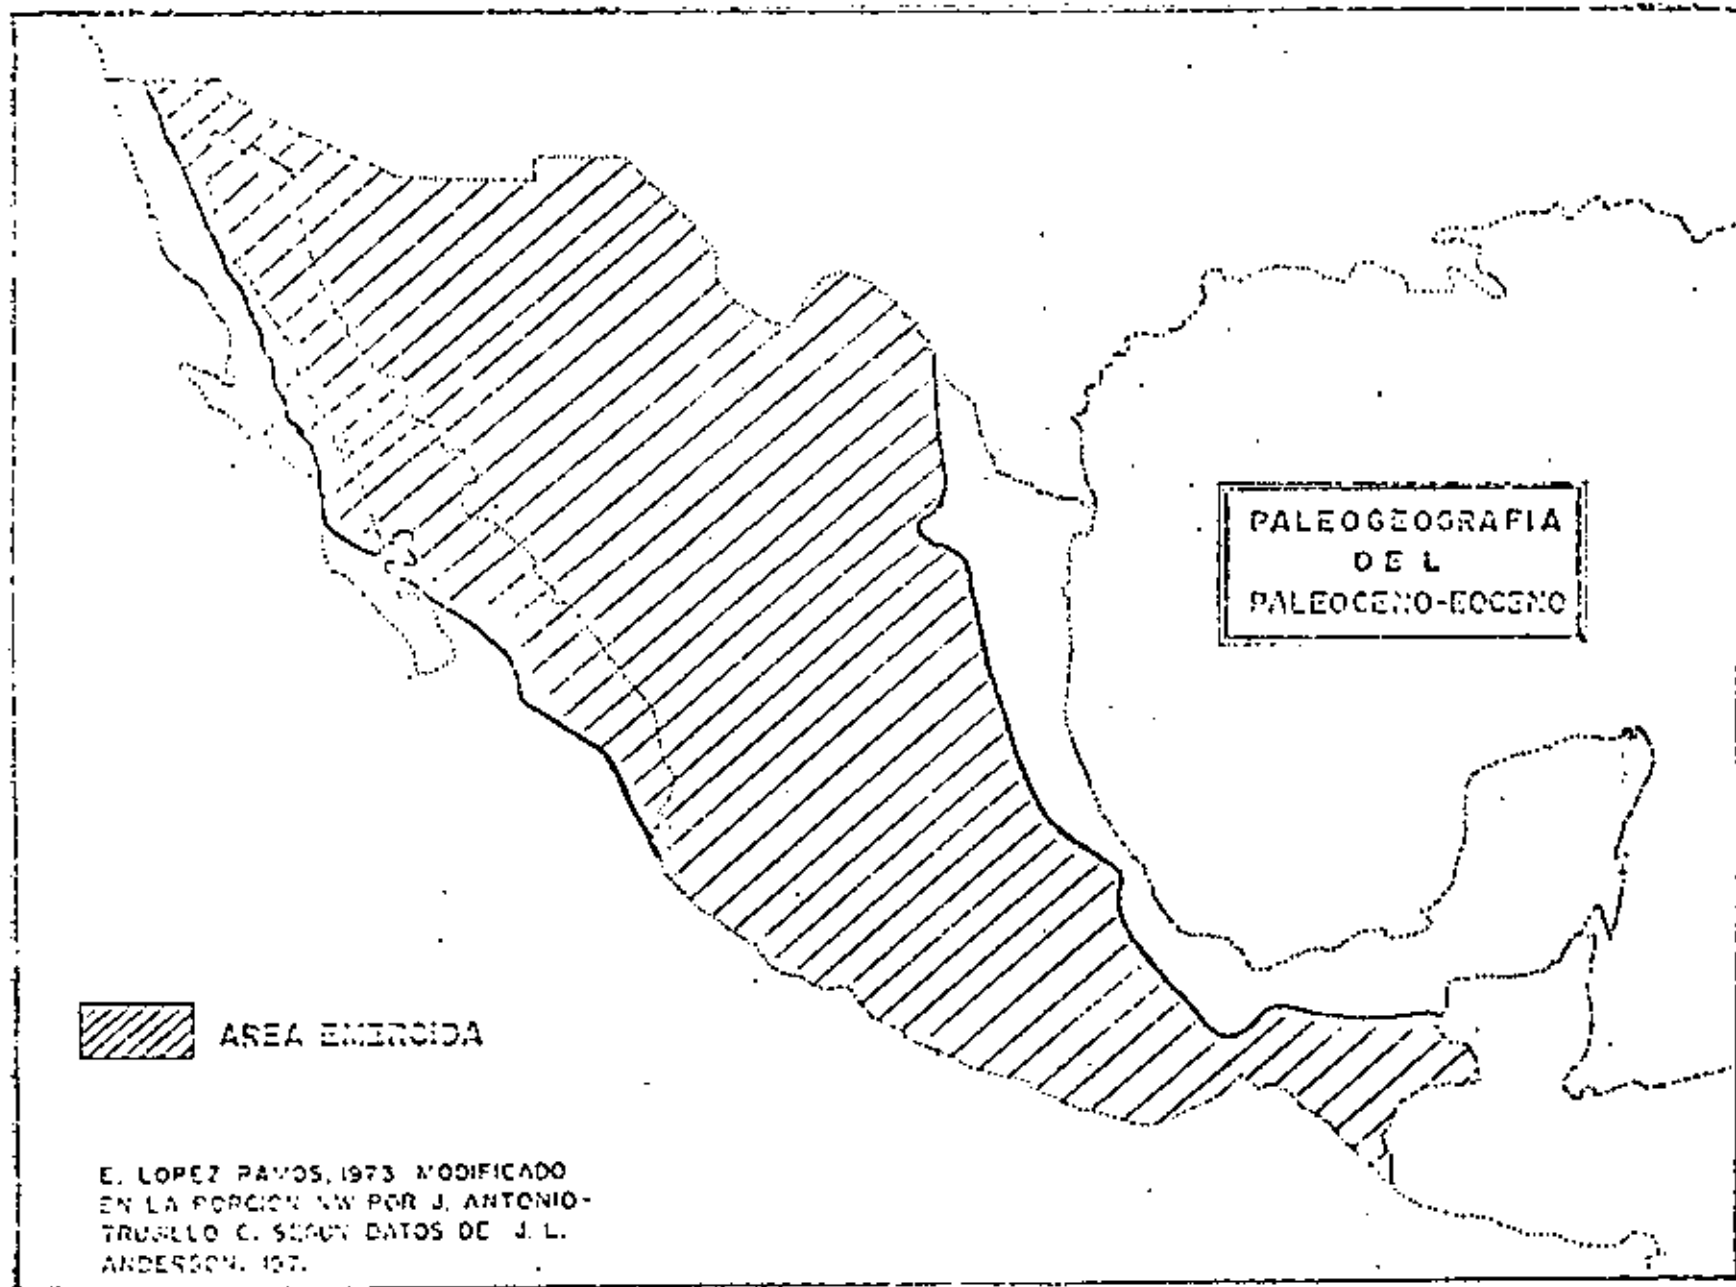 PALEOGEOGRAFIA
DEL
PALEOCENO-EOCENO
AREA EMERGIDA
E. LOPEZ RAMOS, 1973 MODIFICADO
EN LA PORCION NW POR J. ANTONIO-
TRUJILLO C. SEGUN DATOS DE J. L.
ANDERSON. 197.